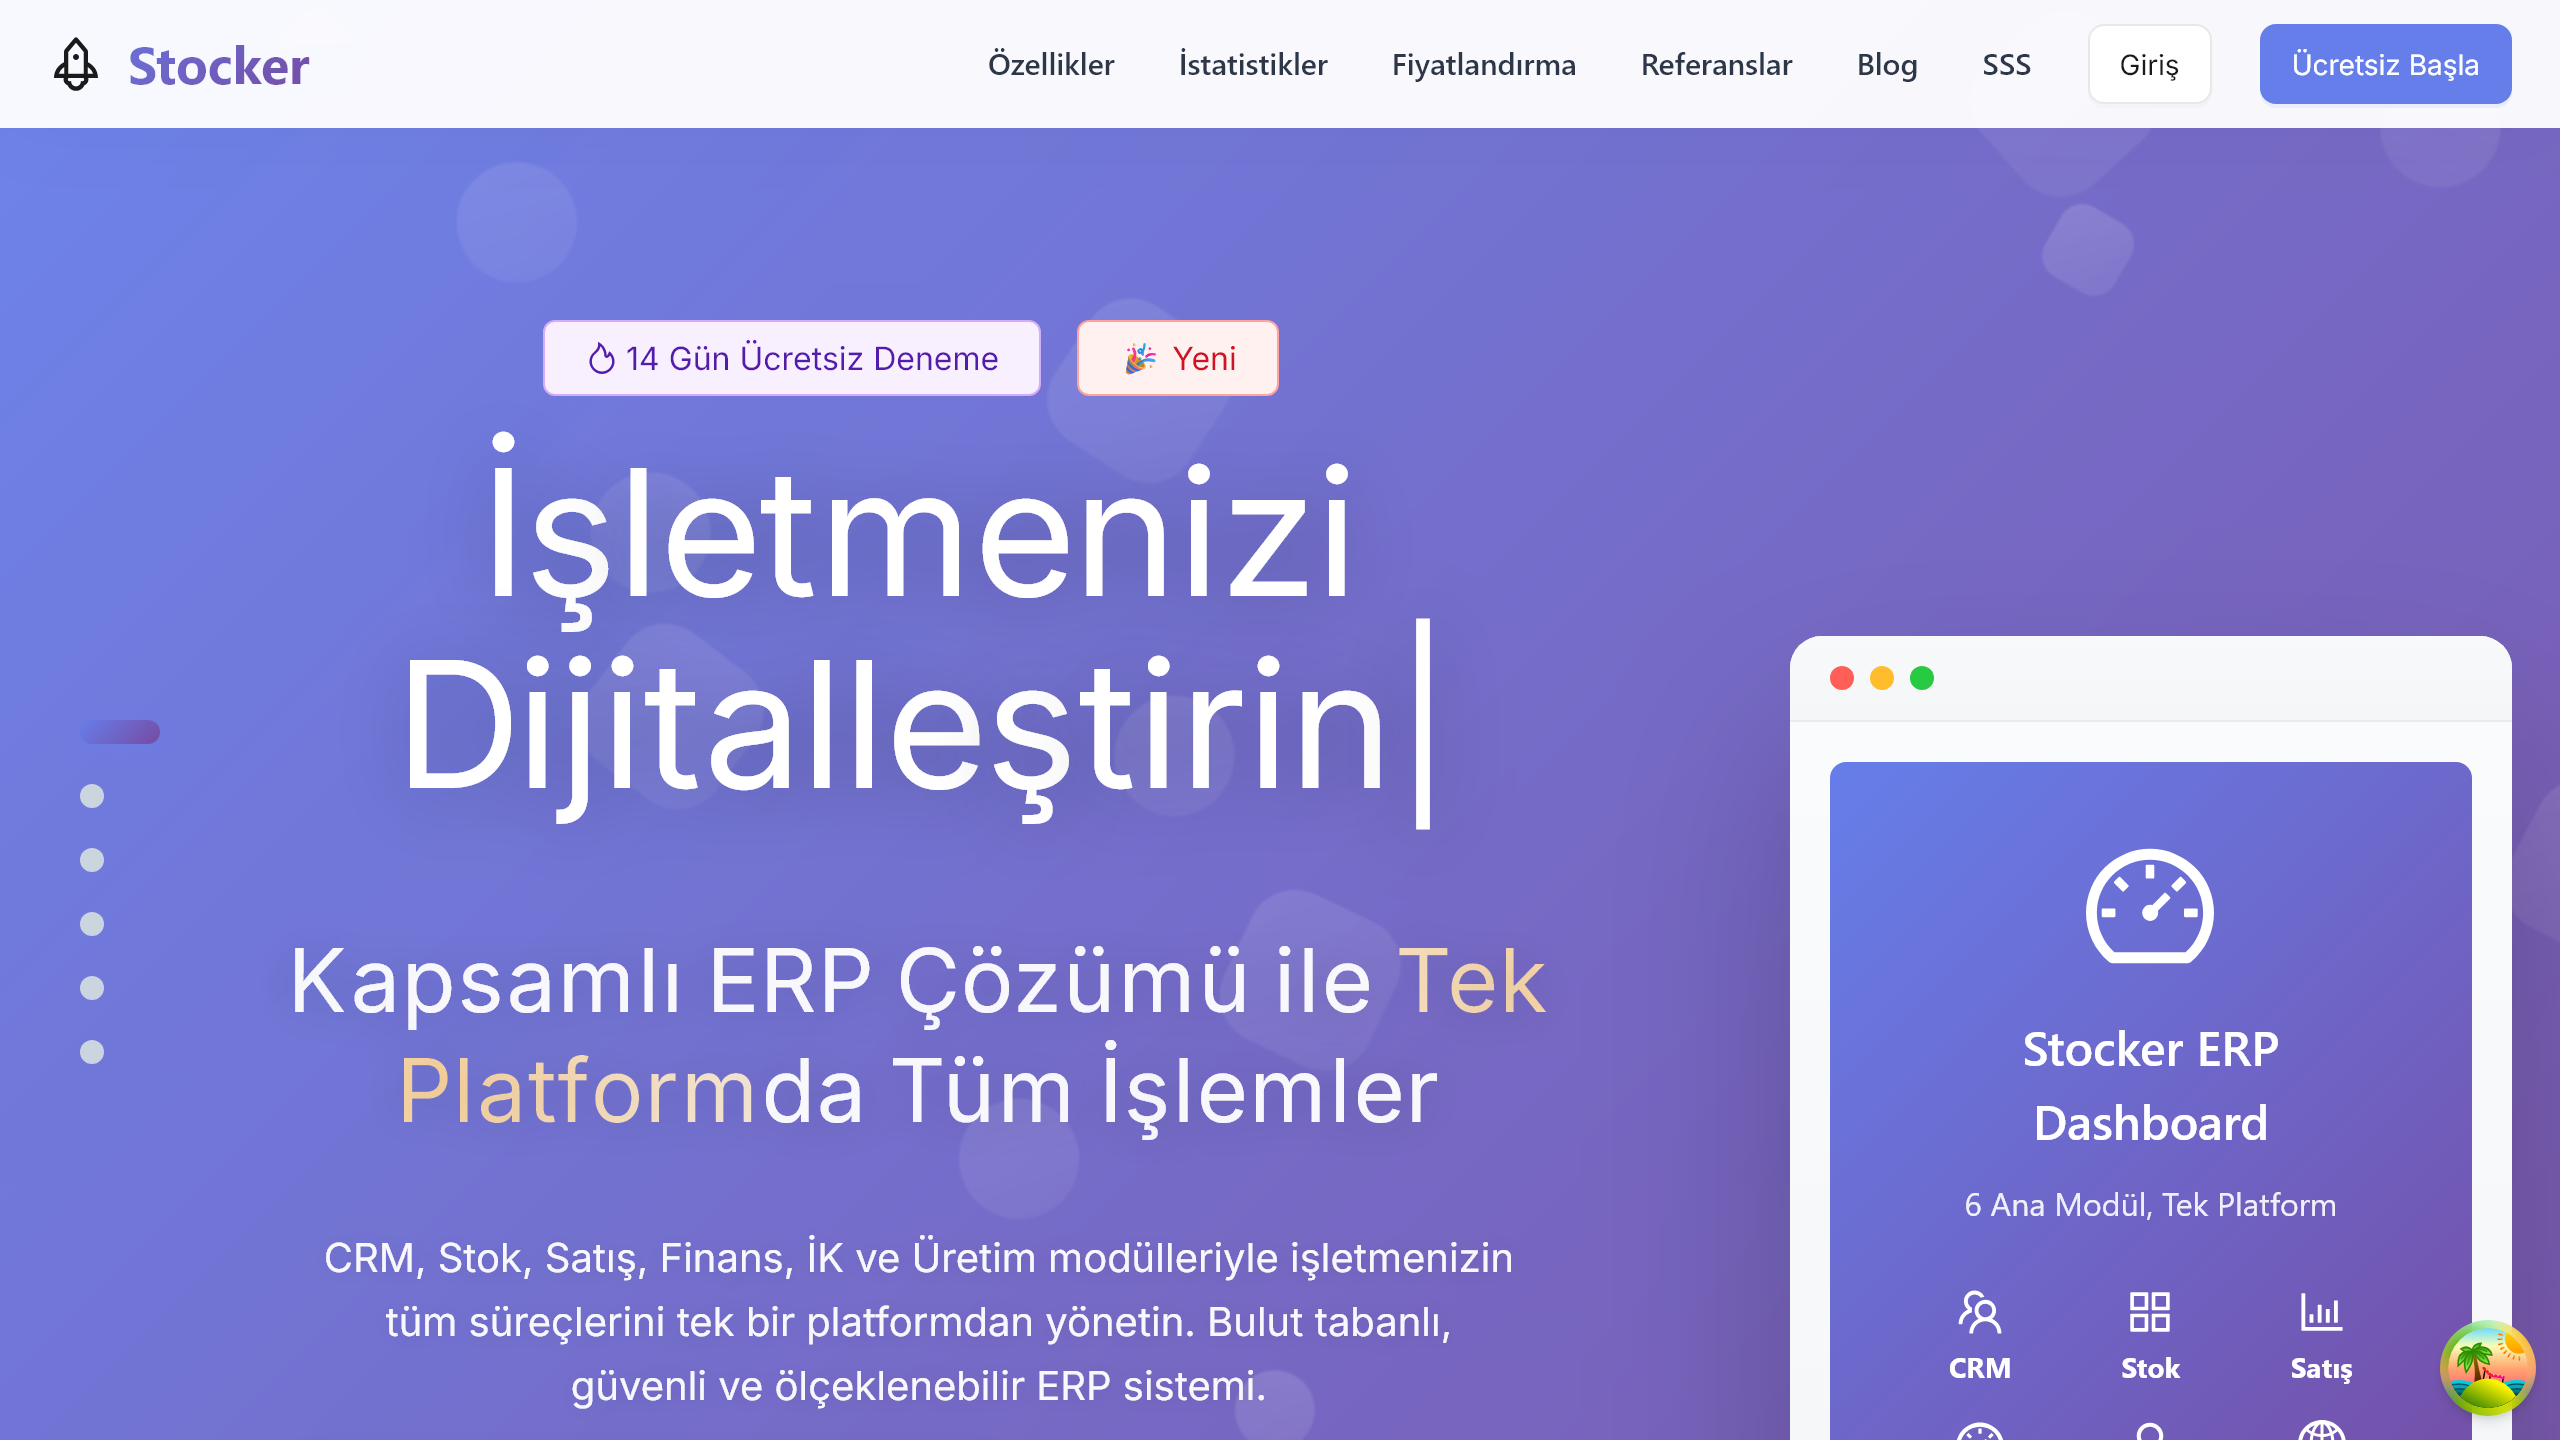 Stocker
Özellikler
İstatistikler
Fiyatlandırma
Referanslar
Blog
SSS
Giriş
Ücretsiz Başla
14 Gün Ücretsiz Deneme
🎉 Yeni
İşletmenizi
Dijitalleştirin|
Kapsamlı ERP Çözümü ile Tek
Platformda Tüm İşlemler
CRM, Stok, Satış, Finans, İK ve Üretim modülleriyle işletmenizin
tüm süreçlerini tek bir platformdan yönetin. Bulut tabanlı,
güvenli ve ölçeklenebilir ERP sistemi.
Stocker ERP
Dashboard
6 Ana Modül, Tek Platform
CRM
Stok
Satış